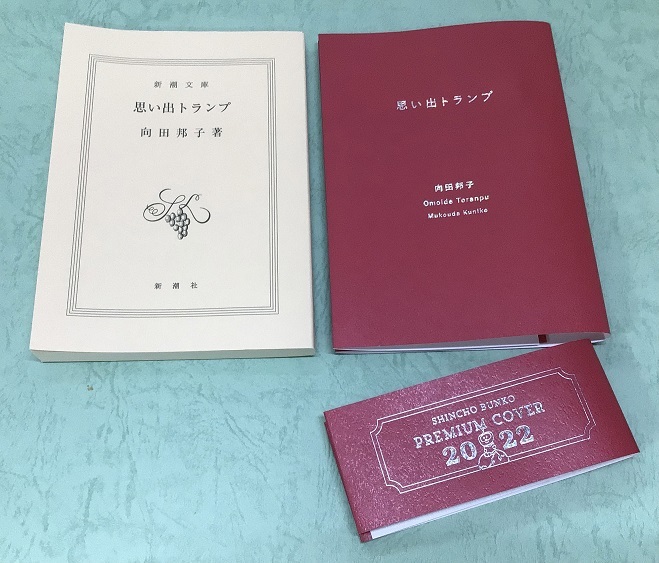 新潮文庫
思い出トランプ
向田邦子著
新潮社
思い出トランプ
向田邦子
Omoide Toranpu
Mukouda Kuniko
SHINCHO BUNKO
PREMIUM COVER
2022